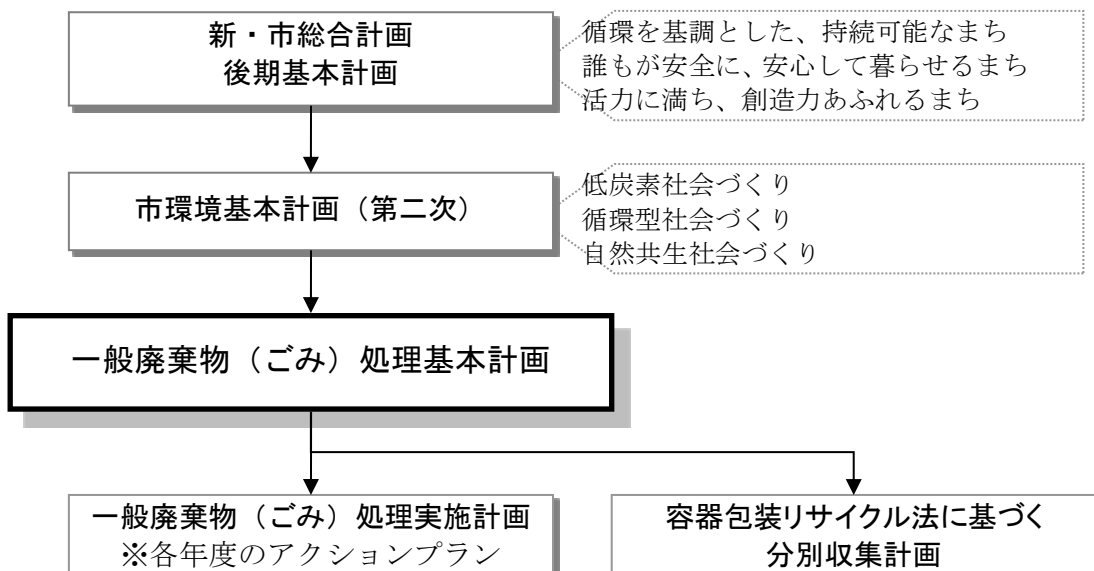 新・市総合計画
後期基本計画
循環を基調とした、持続可能なまち
誰もが安全に、安心して暮らせるまち
活力に満ち、創造力あふれるまち
市環境基本計画（第二次）
低炭素社会づくり
循環型社会づくり
自然共生社会づくり
一般廃棄物（ごみ）処理基本計画
一般廃棄物（ごみ）処理実施計画
※各年度のアクションプラン
容器包装リサイクル法に基づく
分別収集計画